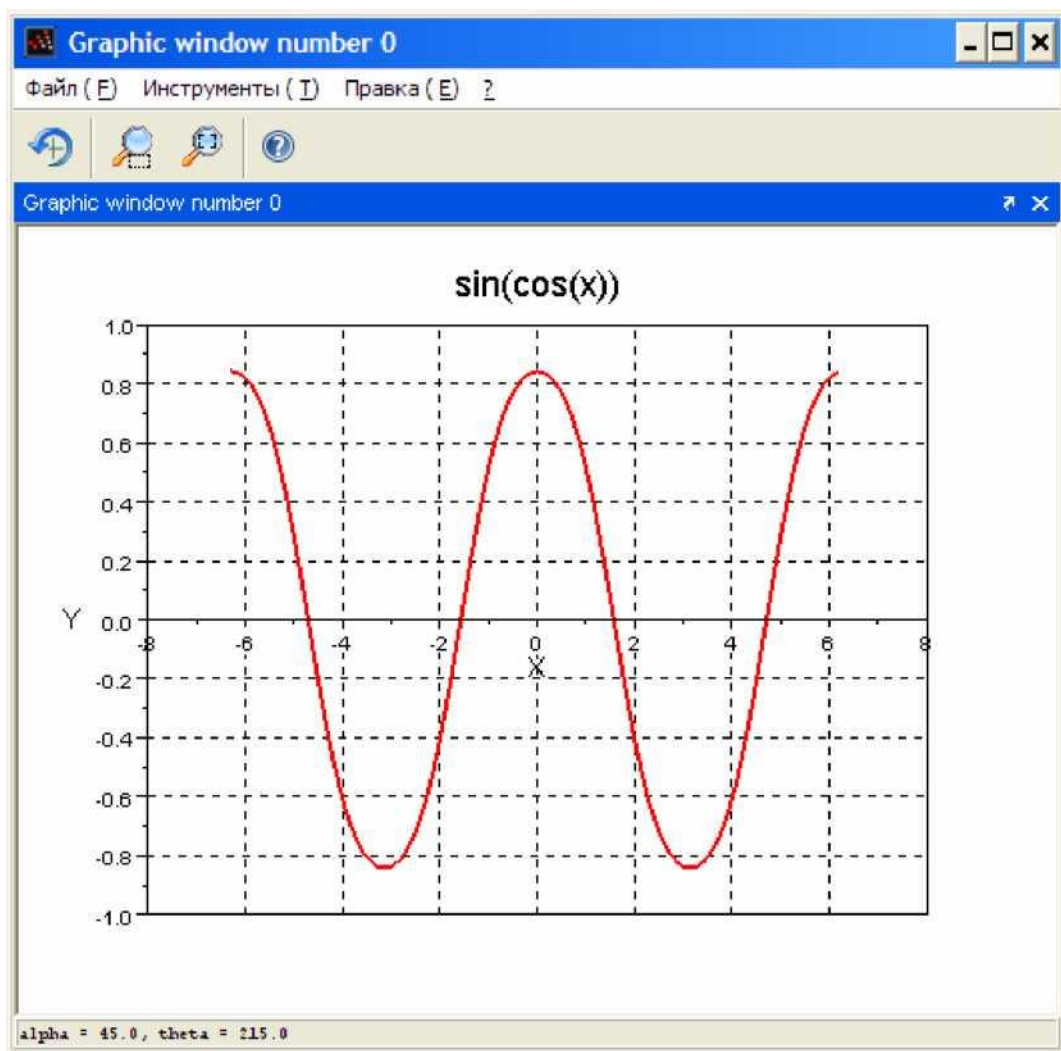 Graphic window number 0
Файл ( F) Инструменты ( T) Правка ( E) ?
Graphic window number 0
sin(cos(x))
1.0
0.8
0.6
0.4
0.2
Y 0.0
-8 -6 -4 -2 0 2 4 6 8
X
-0.2
-0.4
-0.6
-0.8
-1.0
alpha = 45.0, theta = 215.0